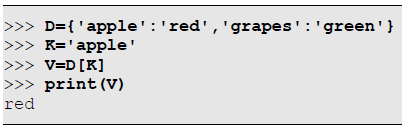 >>> D={'apple':'red','grapes':'green'}
>>> K='apple'
>>> V=D[K]
>>> print(V)
red